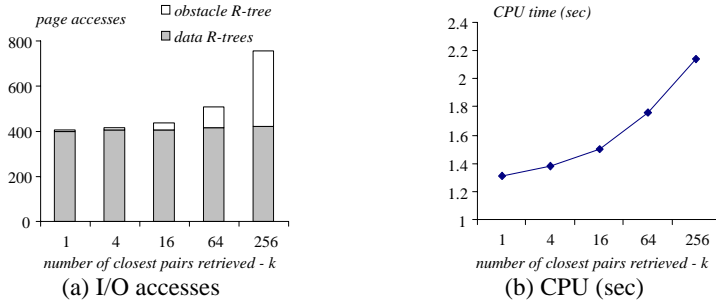 page accesses
obstacle R-tree
data R-trees
800
600
400
200
0
1 4 16 64 256
number of closest pairs retrieved - k
(a) I/O accesses
CPU time (sec)
2.4
2.2
2
1.8
1.6
1.4
1.2
1
1 4 16 64 256
number of closest pairs retrieved - k
(b) CPU (sec)